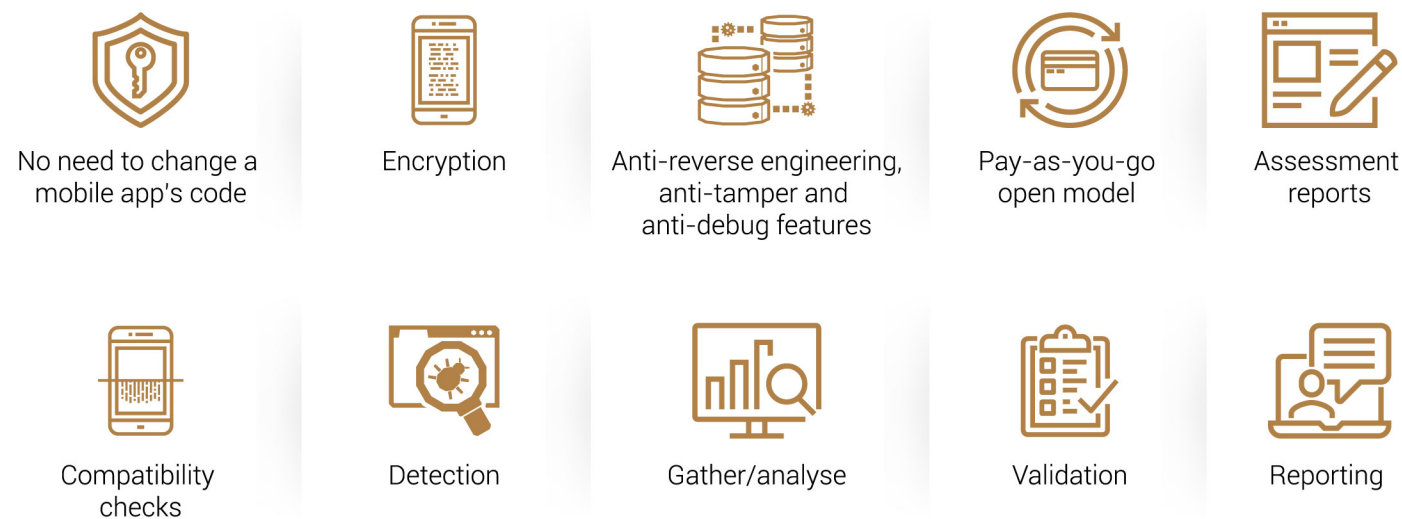 No need to change a
mobile app's code
Encryption
Anti-reverse engineering,
anti-tamper and
anti-debug features
Pay-as-you-go
open model
Assessment
reports
Compatibility
checks
Detection
Gather/analyse
Validation
Reporting